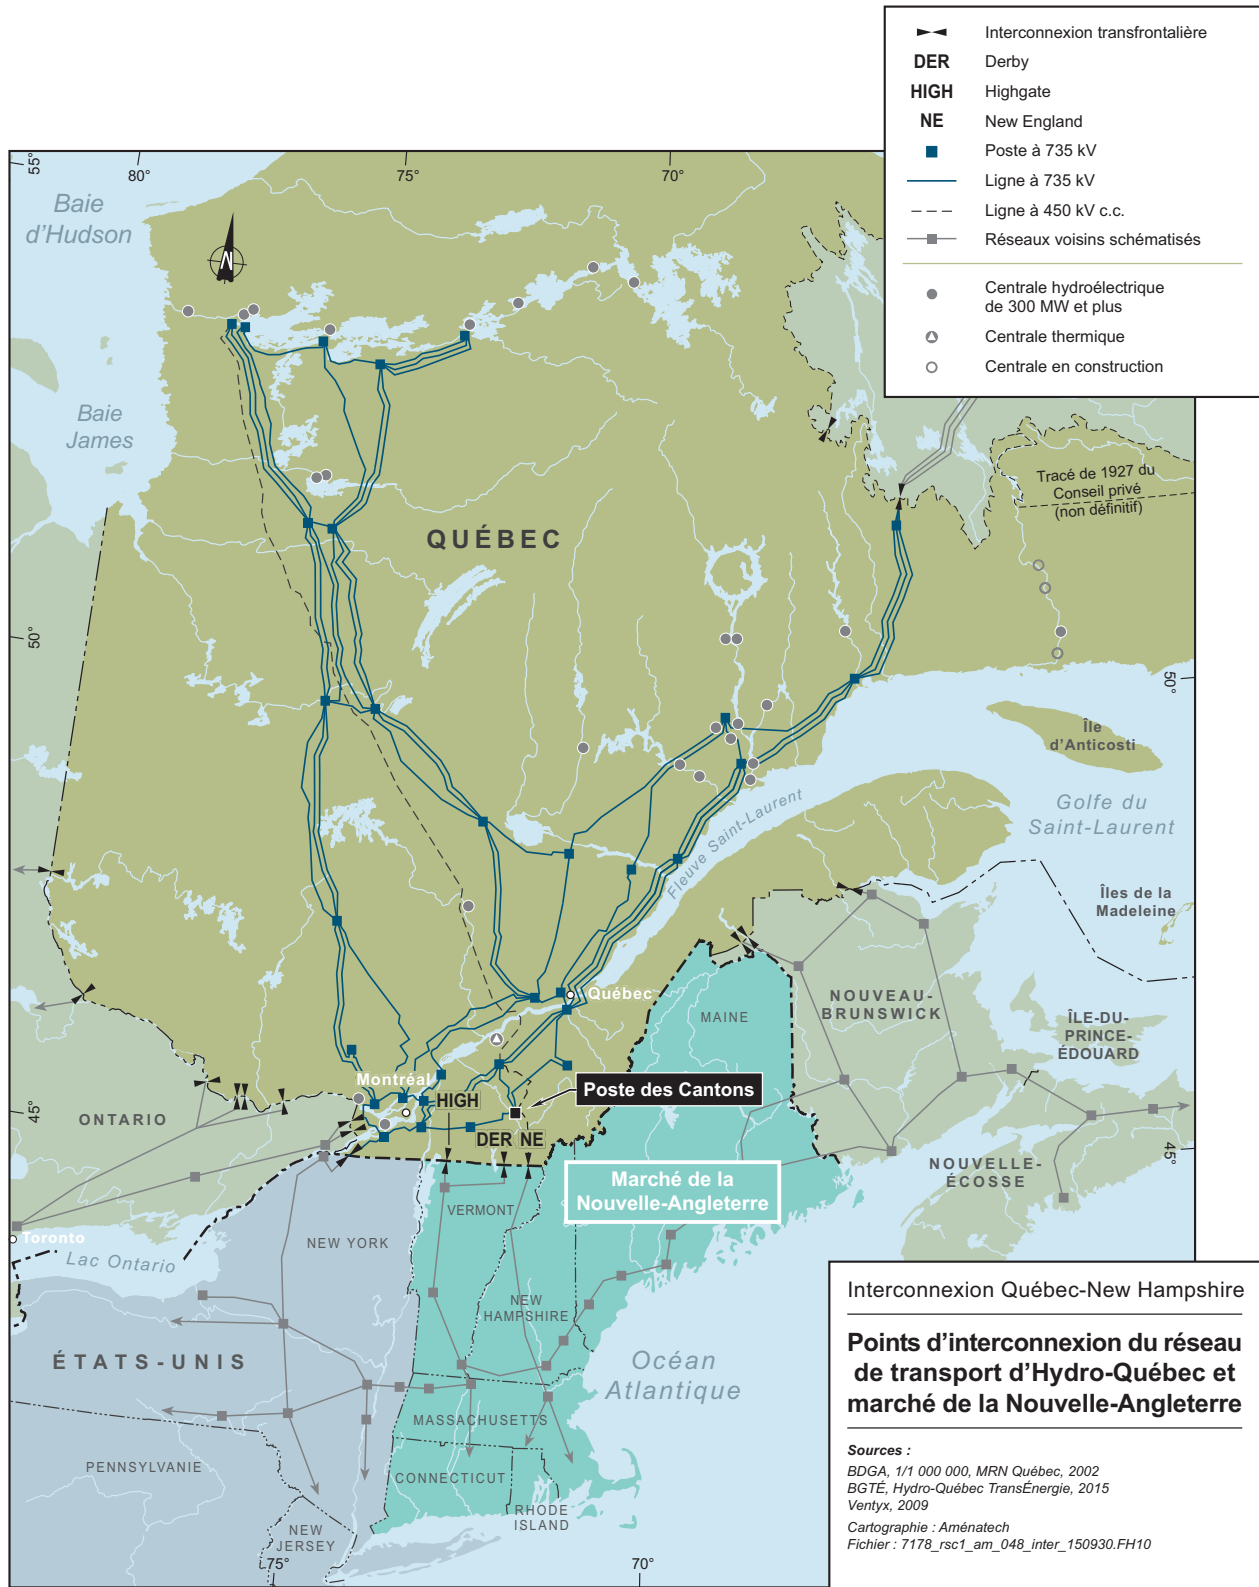 Interconnexion transfrontalière
DER Derby
HIGH Highgate
NE New England
Poste à 735 kV
Ligne à 735 kV
Ligne à 450 kV c.c.
Réseaux voisins schématisés
Centrale hydroélectrique
de 300 MW et plus
Centrale thermique
Centrale en construction
55°
80°
75°
70°
Baie
d'Hudson
N
Baie
James
Tracé de 1927 du
Conseil privé
(non définitif)
QUÉBEC
50°
50°
Île
d'Anticosti
Golfe du
Saint-Laurent
Fleuve Saint-Laurent
Îles de la
Madeleine
Québec
MAINE
NOUVEAU-
BRUNSWICK
ÎLE-DU-
PRINCE-
ÉDOUARD
Montréal
HIGH
Poste des Cantons
45°
ONTARIO
DER NE
45°
Marché de la
Nouvelle-Angleterre
NOUVELLE-
ÉCOSSE
VERMONT
Toronto
Lac Ontario
NEW YORK
NEW
HAMPSHIRE
ÉTATS-UNIS
Océan
Atlantique
MASSACHUSETTS
PENNSYLVANIE
CONNECTICUT
RHODE
ISLAND
NEW
JERSEY
75°
70°
Interconnexion Québec-New Hampshire
Points d'interconnexion du réseau
de transport d'Hydro-Québec et
marché de la Nouvelle-Angleterre
Sources :
BDGA, 1/1 000 000, MRN Québec, 2002
BGTÉ, Hydro-Québec TransÉnergie, 2015
Ventyx, 2009
Cartographie : Aménatech
Fichier : 7178_rsc1_am_048_inter_150930.FH10